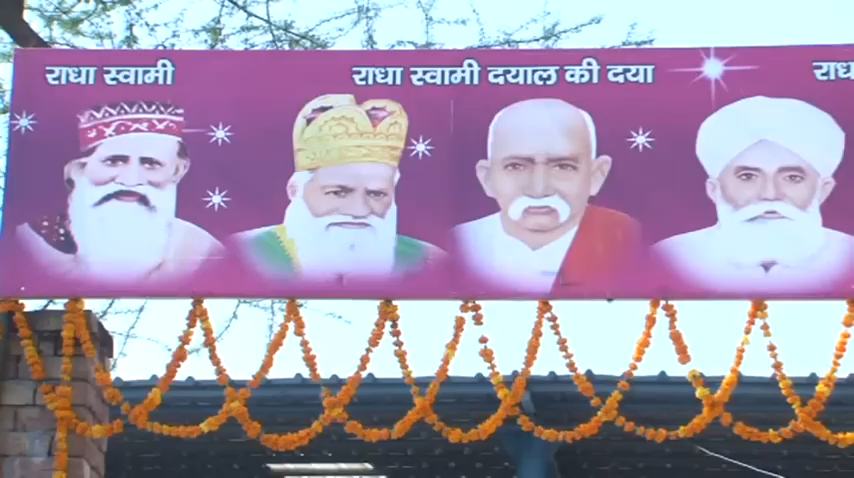 राधा स्वामी
राधा स्वामी दयाल की दया